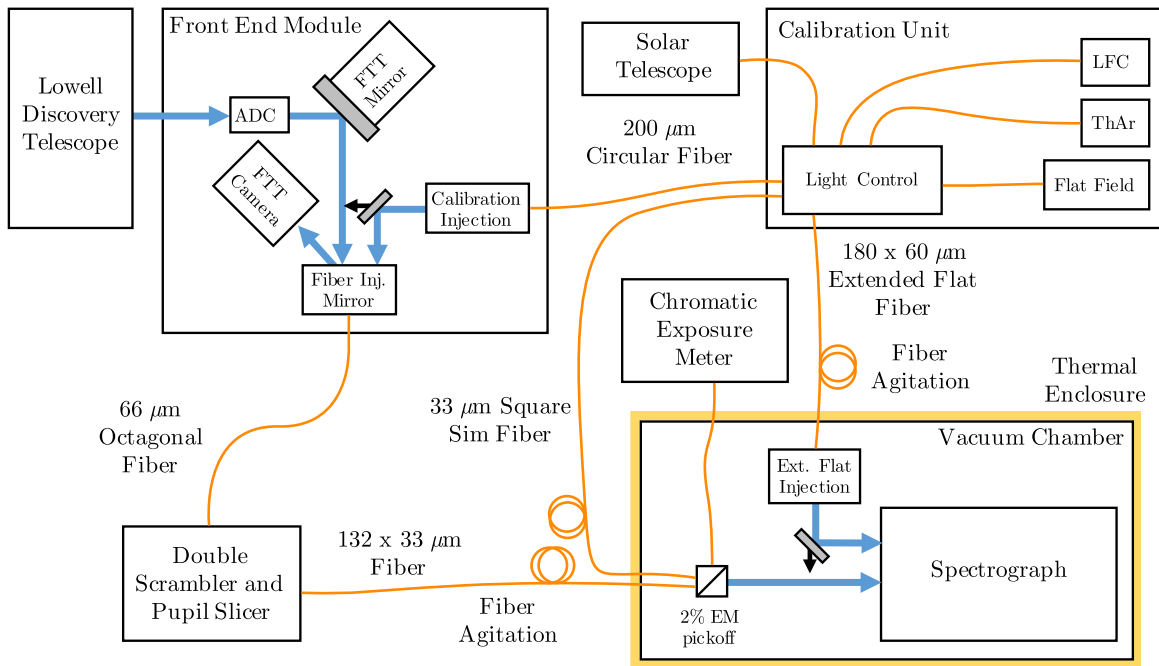 Lowell
Discovery
Telescope
Front End Module
ADC
FTT
Mirror
FTT
Camera
Calibration
Injection
Fiber Inj.
Mirror
Solar
Telescope
Calibration Unit
LFC
ThAr
Flat Field
Light Control
200 μm
Circular Fiber
180 x 60 μm
Extended Flat
Fiber
Chromatic
Exposure
Meter
Fiber
Agitation
Thermal
Enclosure
66 μm
Octagonal
Fiber
33 μm Square
Sim Fiber
Vacuum Chamber
Ext. Flat
Injection
Spectrograph
Double
Scrambler and
Pupil Slicer
132 x 33 μm
Fiber
Fiber
Agitation
2% EM
pickoff